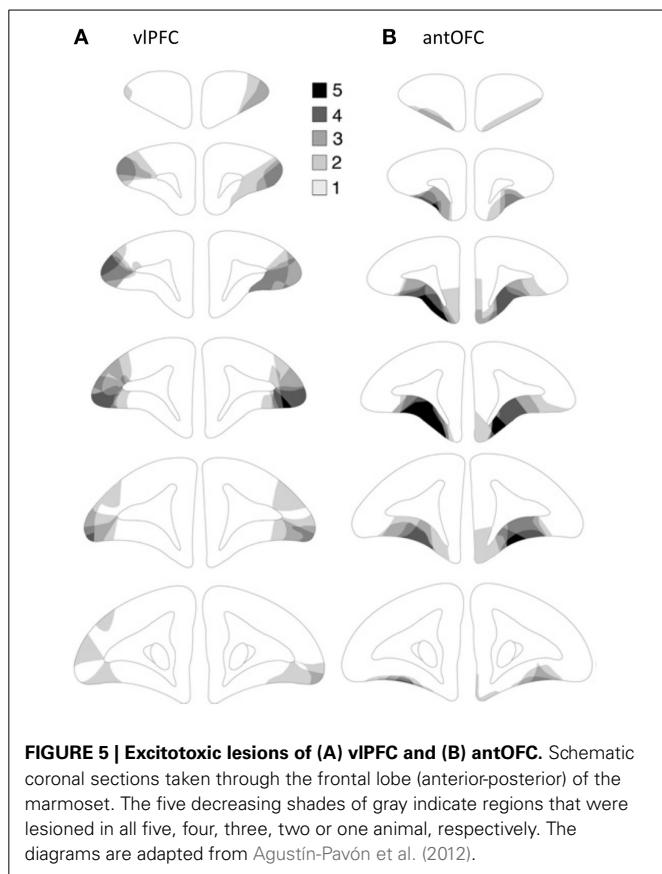 A vlPFC
B antOFC
5
4
3
2
1
FIGURE 5 | Excitotoxic lesions of (A) vlPFC and (B) antOFC. Schematic
coronal sections taken through the frontal lobe (anterior-posterior) of the
marmoset. The five decreasing shades of gray indicate regions that were
lesioned in all five, four, three, two or one animal, respectively. The
diagrams are adapted from Agustín-Pavón et al. (2012).